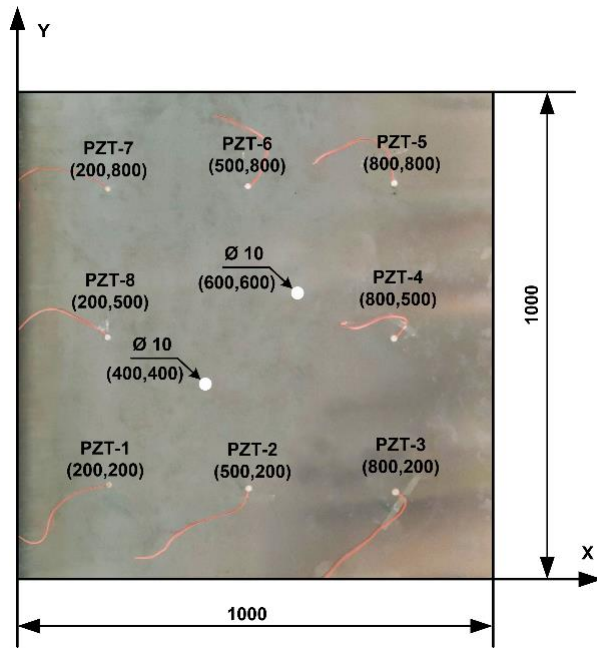 Y
PZT-7
(200,800)
PZT-6
(500,800)
PZT-5
(800,800)
Ø 10
(600,600)
PZT-8
(200,500)
PZT-4
(800,500)
1000
Ø 10
(400,400)
PZT-1
(200,200)
PZT-2
(500,200)
PZT-3
(800,200)
X
1000